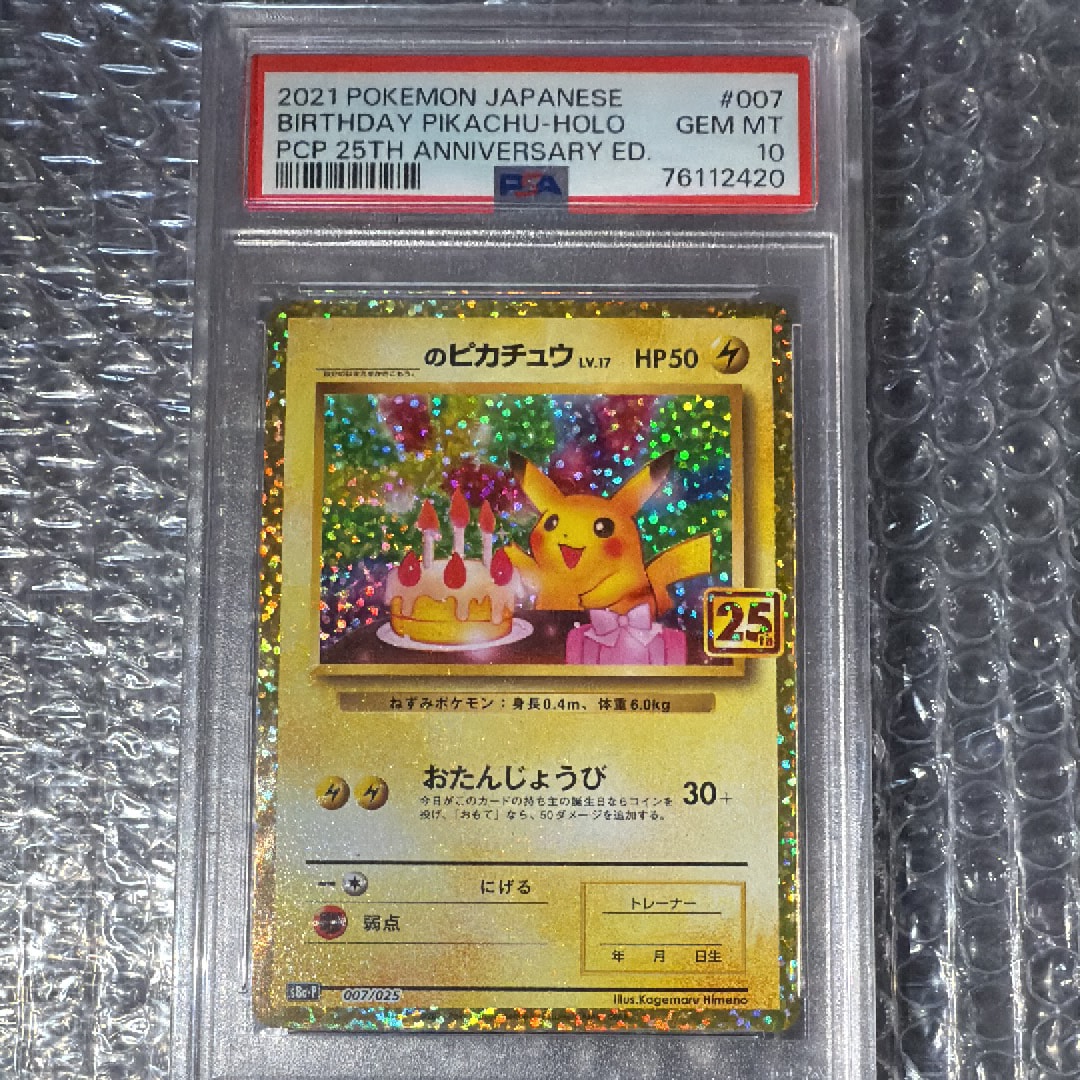 2021 POKEMON JAPANESE #007
BIRTHDAY PIKACHU-HOLO GEM MT
PCP 25TH ANNIVERSARY ED. 10
PSA 76112420
のピカチュウ LV.17 HP50
25th
ねずみポケモン：身長0.4m、体重6.0kg
おたんじょうび 30+
今日がこのカードの持ち主の誕生日ならコインを
投げ、「おもて」なら、50ダメージを追加する。
にげる
弱点
トレーナー
年 月 日生
s8a-P 007/025
Illus.Kagemaru Himeno